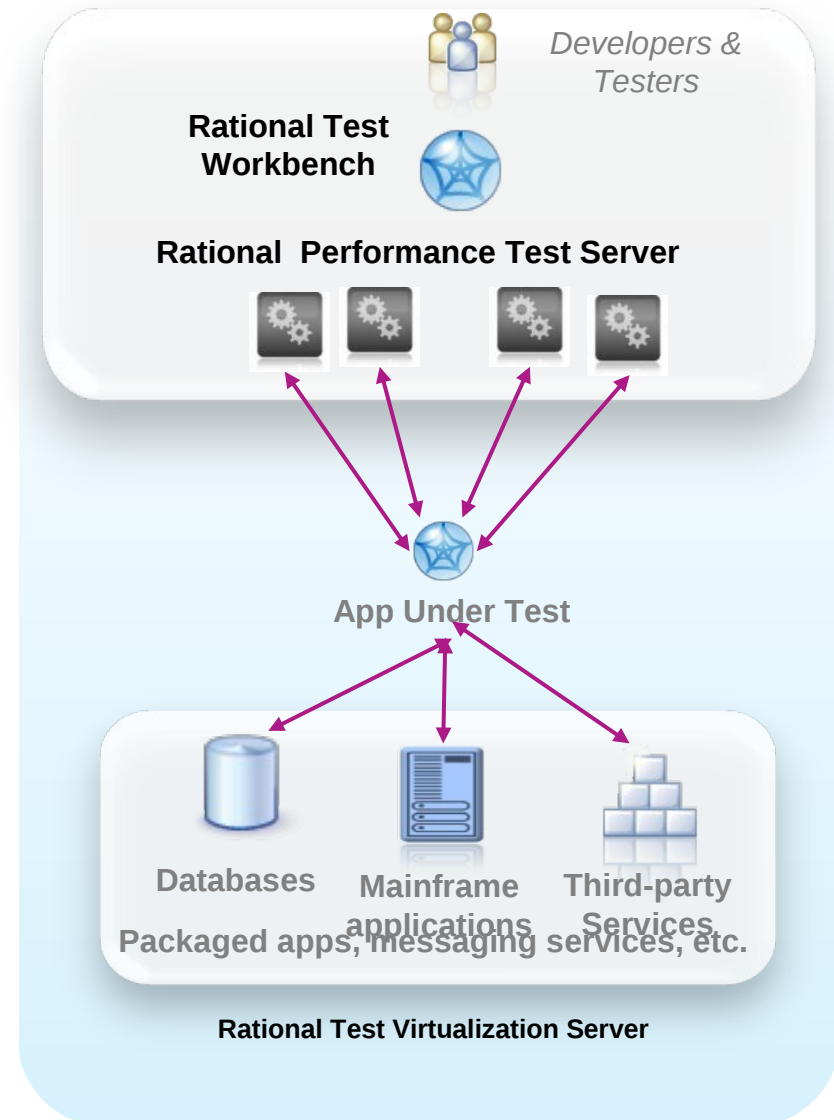 Developers &
Testers
Rational Test
Workbench
Rational Performance Test Server
App Under Test
Databases
Mainframe
applications
Third-party
Services
Packaged apps, messaging services, etc.
Rational Test Virtualization Server